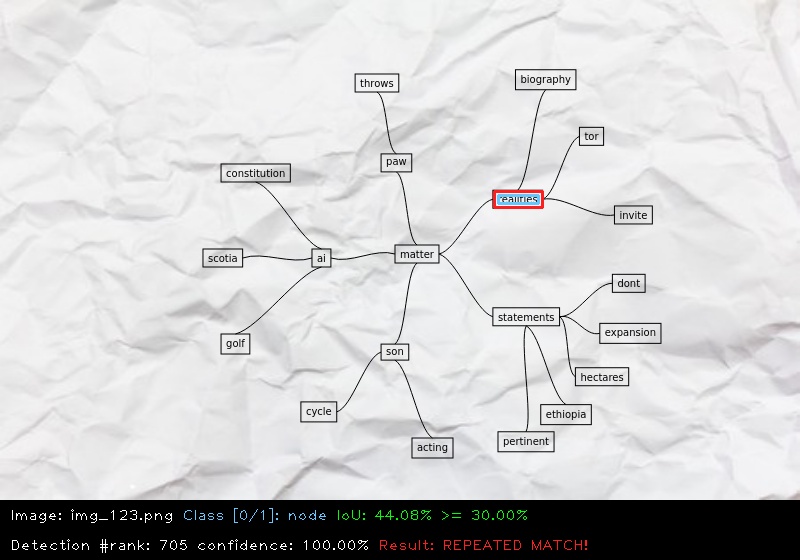 throws
biography
tor
paw
constitution
realities
invite
scotia
ai
matter
dont
statements
expansion
golf
son
hectares
cycle
ethiopia
acting
pertinent
Image: img_123.png Class [0/1]: node IoU: 44.08% >= 30.00%
Detection #rank: 705 confidence: 100.00% Result: REPEATED MATCH!